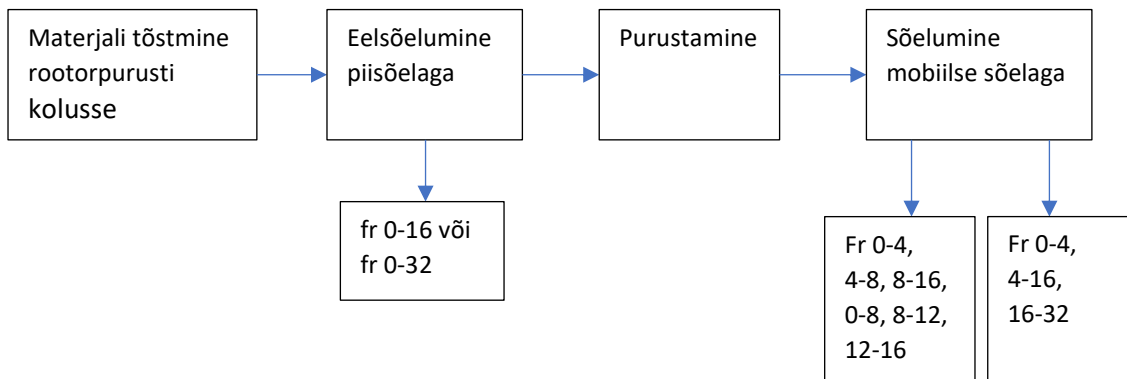 Materjali tõstmine
rootorpurusti
kolusse
Eelsõelumine
piisõelaga
Purustamine
Sõelumine
mobiilse sõelaga
fr 0-16 või
fr 0-32
Fr 0-4,
4-8, 8-16,
0-8, 8-12,
12-16
Fr 0-4,
4-16,
16-32